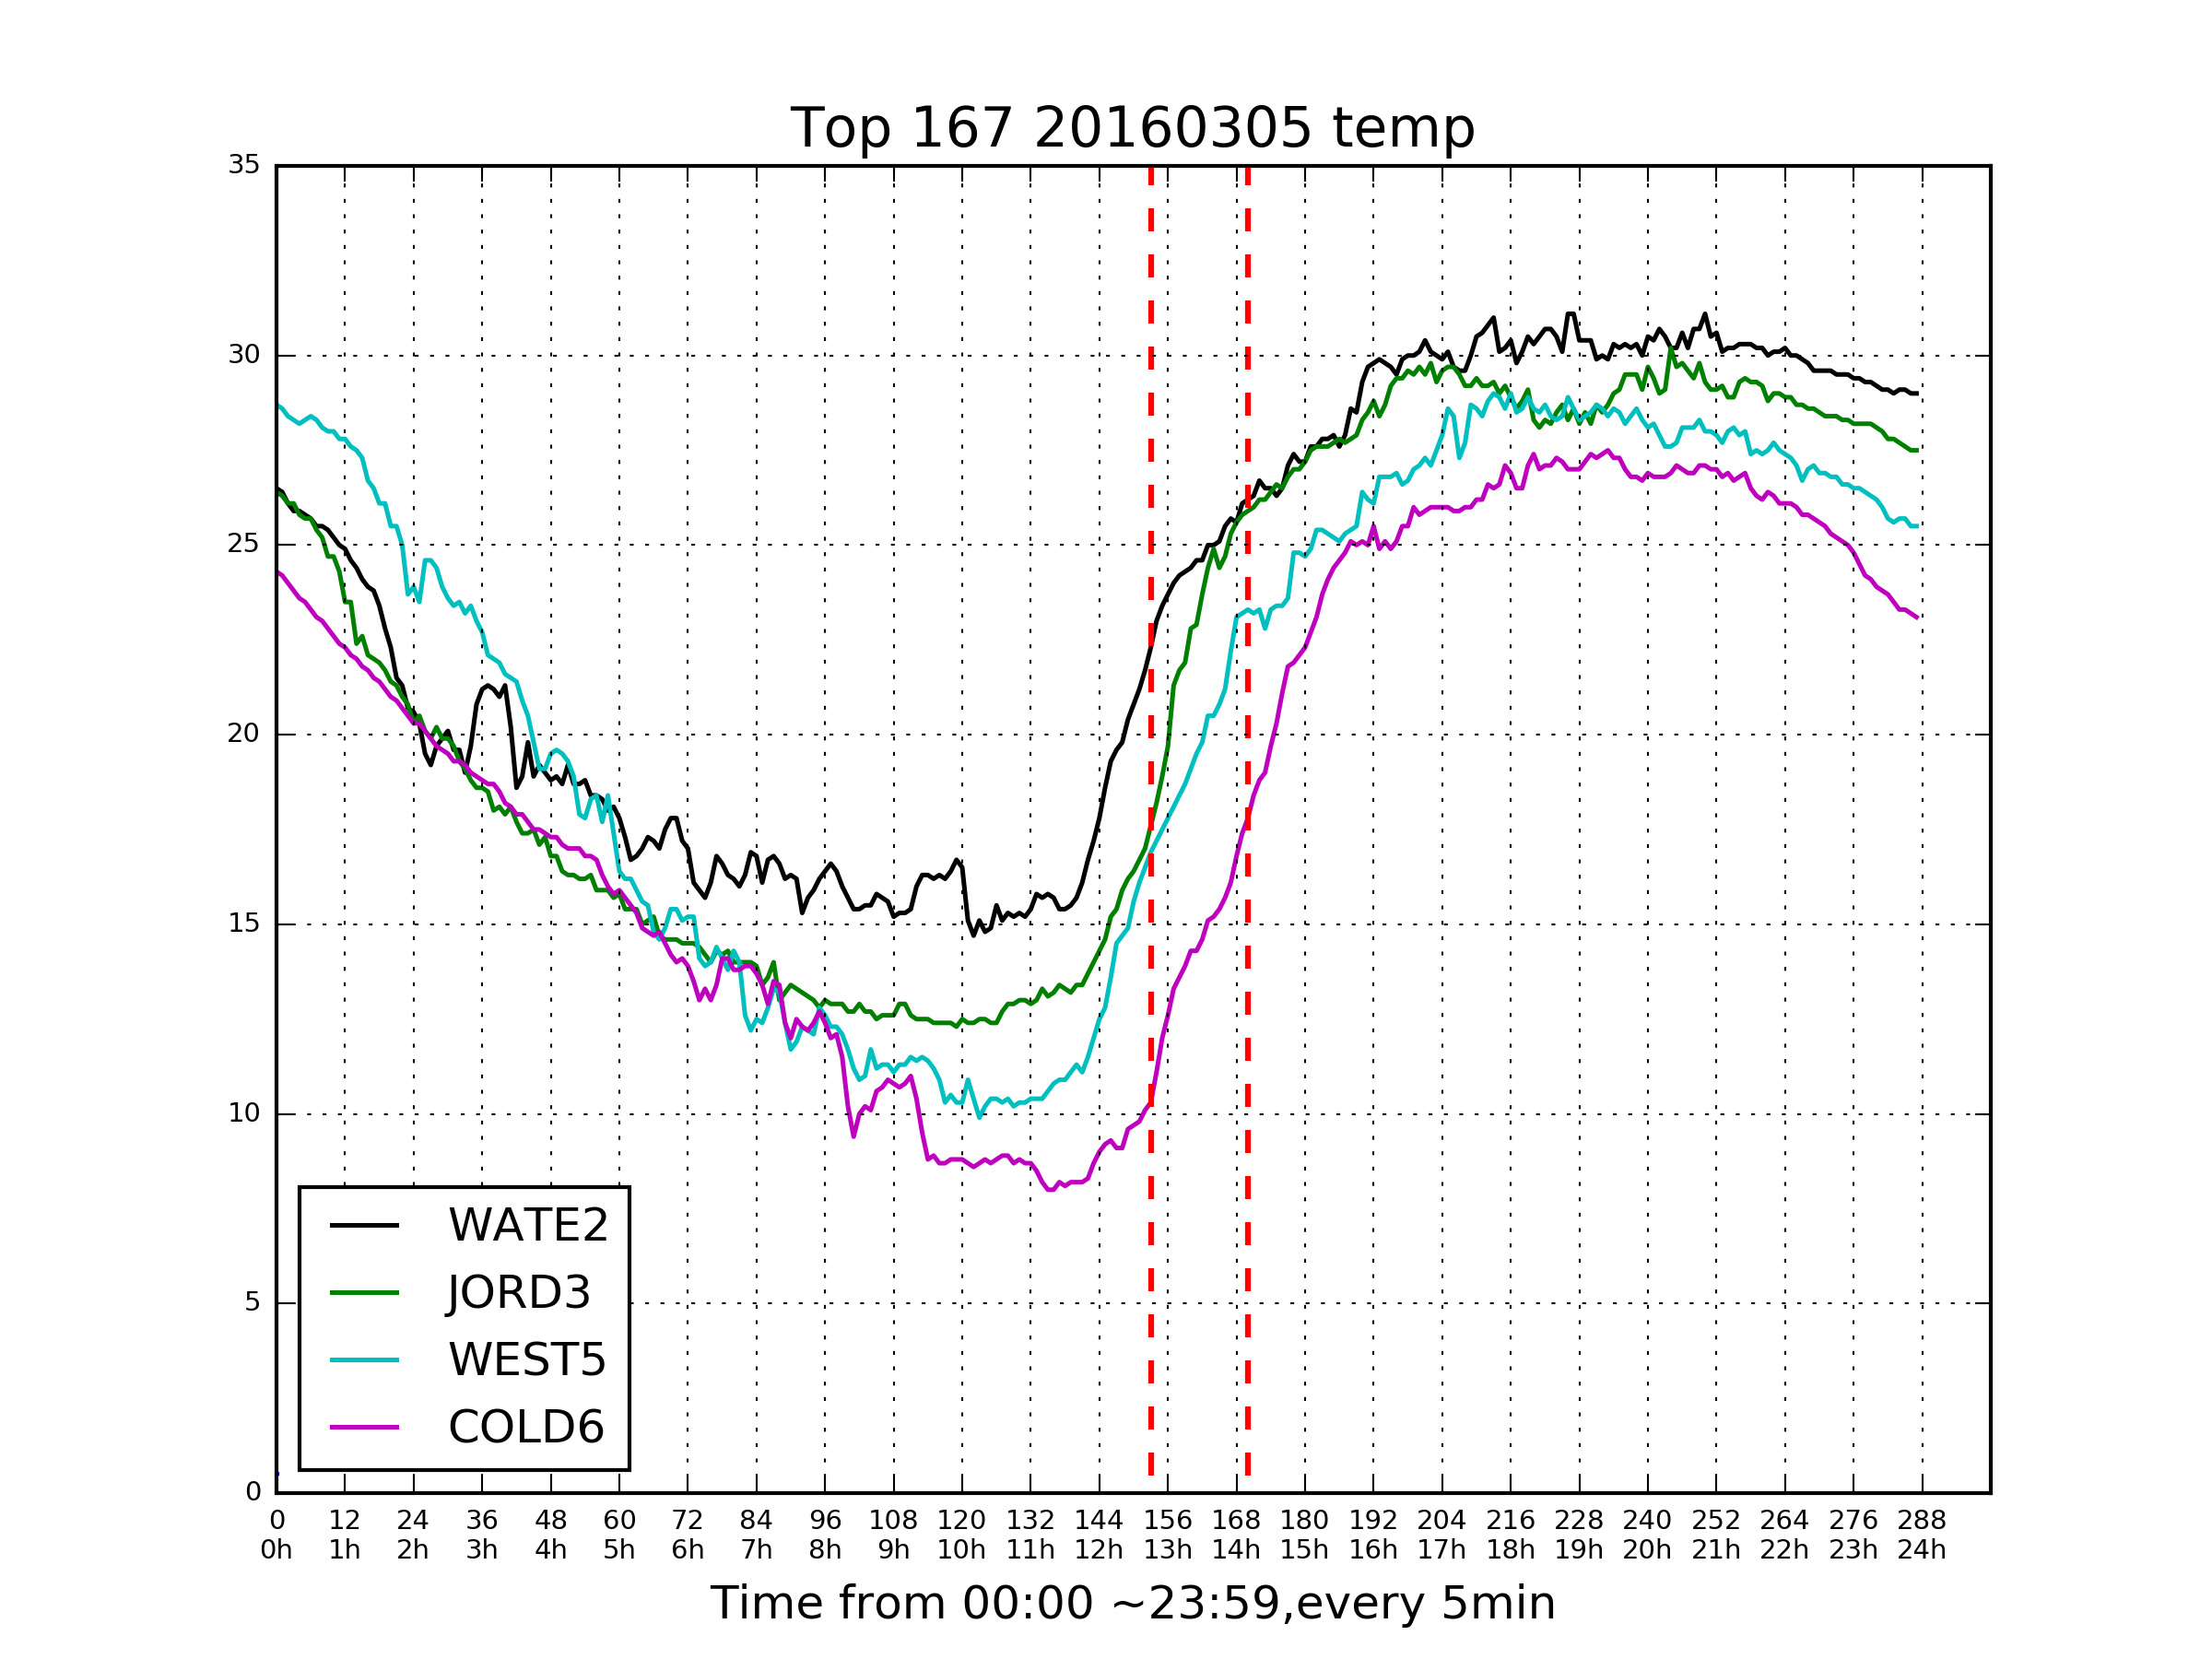 Top 167 20160305 temp
35
30
25
20
15
10
5
0
WATE2
JORD3
WEST5
COLD6
0 12 24 36 48 60 72 84 96 108 120 132 144 156 168 180 192 204 216 228 240 252 264 276 288
0h 1h 2h 3h 4h 5h 6h 7h 8h 9h 10h 11h 12h 13h 14h 15h 16h 17h 18h 19h 20h 21h 22h 23h 24h
Time from 00:00 ~23:59,every 5min